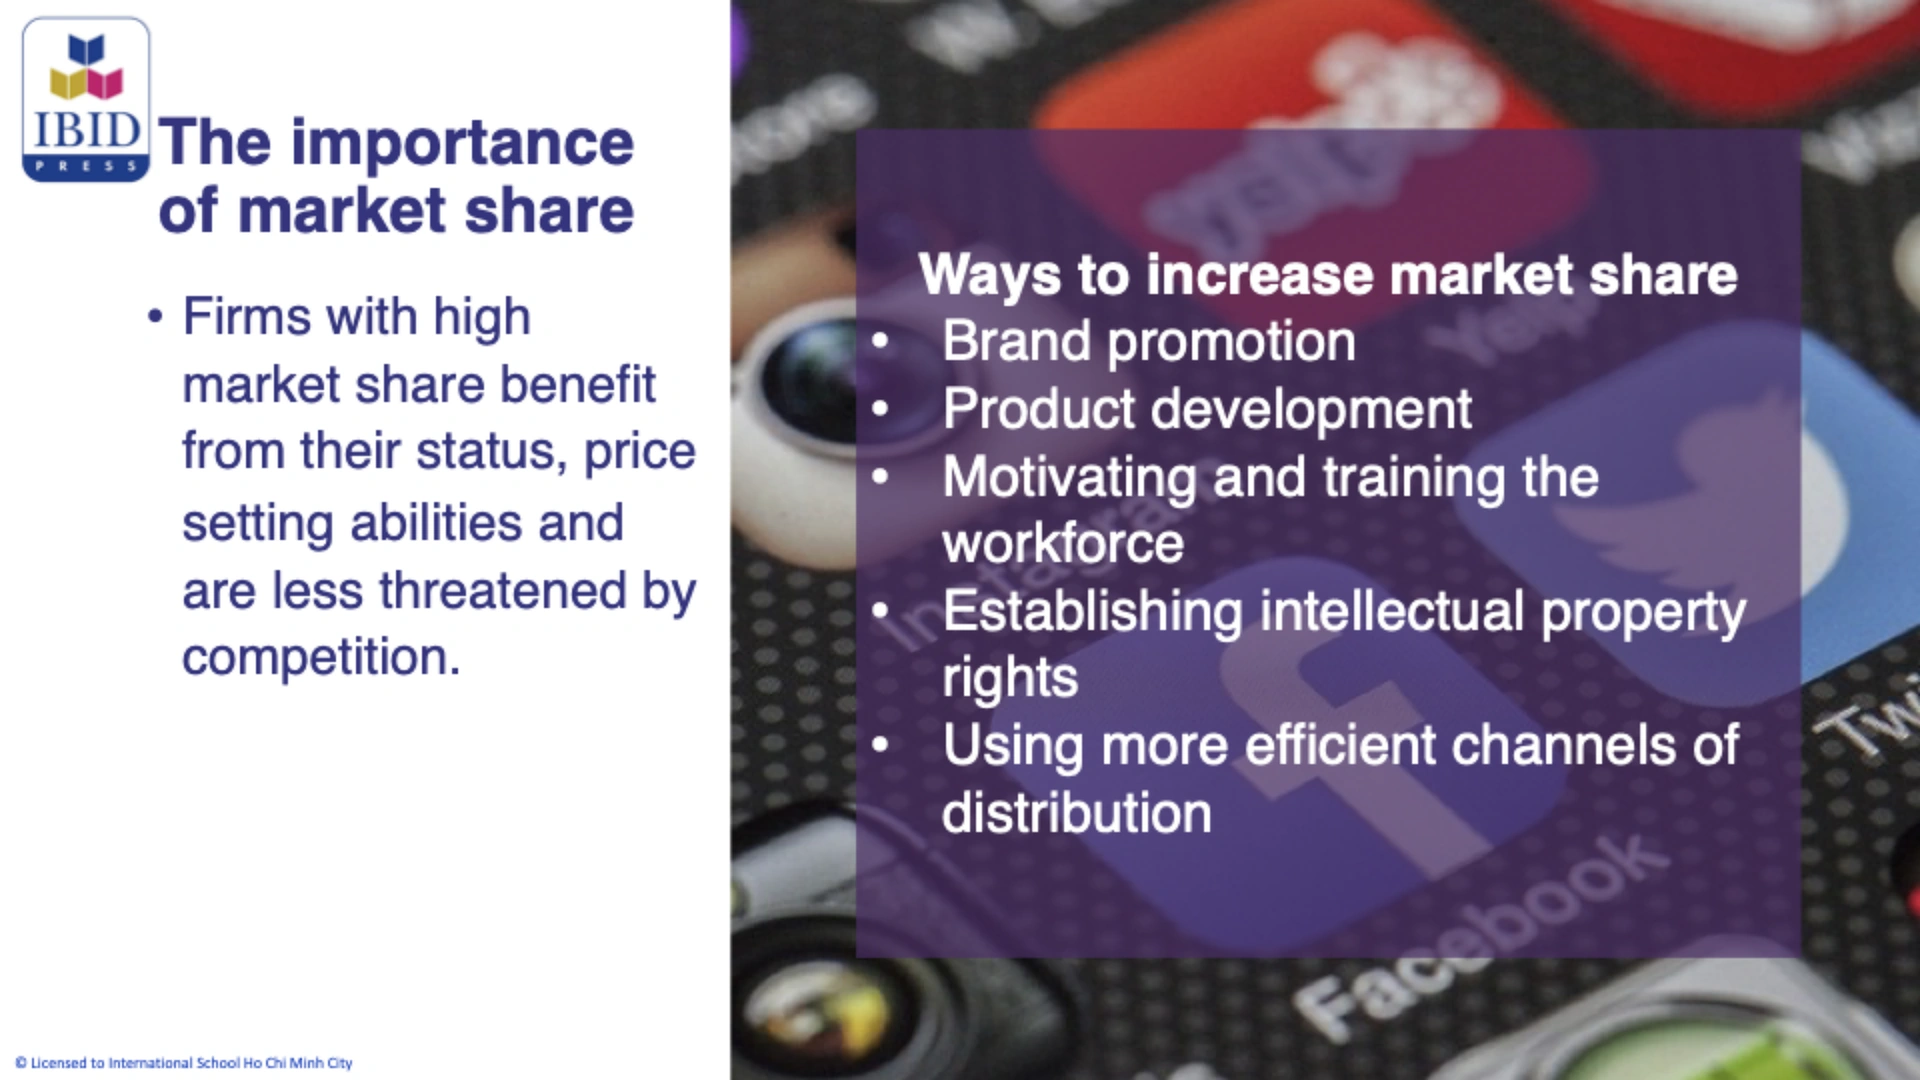 IBID
PRESS
The importance
of market share
• Firms with high
market share benefit
from their status, price
setting abilities and
are less threatened by
competition.
Ways to increase market share
• Brand promotion
• Product development
• Motivating and training the
workforce
• Establishing intellectual property
rights
• Using more efficient channels of
distribution
yelp
Yelp
Instagram
Facebook
© Licensed to International School Ho Chi Minh City